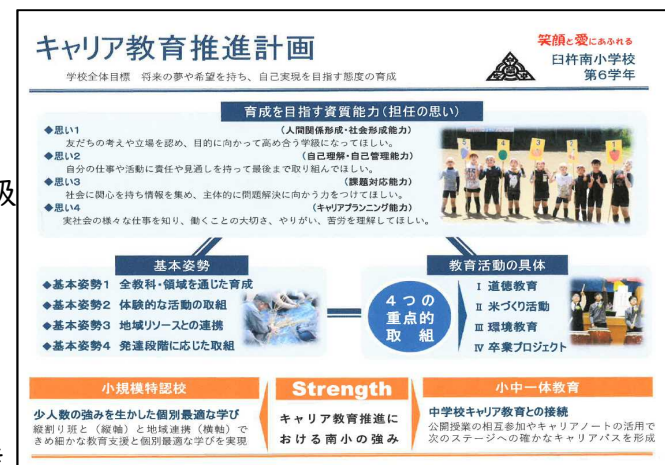 キャリア教育推進計画
学校全体目標 将来の夢や希望を持ち、自己実現を目指す態度の育成
笑顔と愛にあふれる
臼杵南小学校
第6学年
育成を目指す資質能力(担任の思い)
◆思い1 (人間関係形成・社会形成能力)
友だちの考えや立場を認め、目的に向かって高め合う学級になってほしい。
◆思い2 (自己理解・自己管理能力)
自分の仕事や活動に責任や見通しを持って最後まで取り組んでほしい。
◆思い3 (課題対応能力)
社会に関心を持ち情報を集め、主体的に問題解決に向かう力をつけてほしい。
◆思い4 (キャリアプランニング能力)
実社会の様々な仕事を知り、働くことの大切さ、やりがい、苦労を理解してほしい。
級
基本姿勢
◆基本姿勢1 全教科・領域を通じた育成
◆基本姿勢2 体験的な活動の取組
◆基本姿勢3 地域リソースとの連携
◆基本姿勢4 発達段階に応じた取組
4つの
重点的
取組
教育活動の具体
Ⅰ 道徳教育
Ⅱ 米づくり活動
Ⅲ 環境教育
Ⅳ 卒業プロジェクト
小規模特認校
少人数の強みを生かした個別最適な学び
縦割り班と(縦軸)と地域連携(横軸)で
きめ細かな教育支援と個別最適な学びを実現
Strength
キャリア教育推進に
おける南小の強み
小中一体教育
中学校キャリア教育との接続
公開授業の相互参加やキャリアノートの活用で
次のステージへの確かなキャリアパスを形成